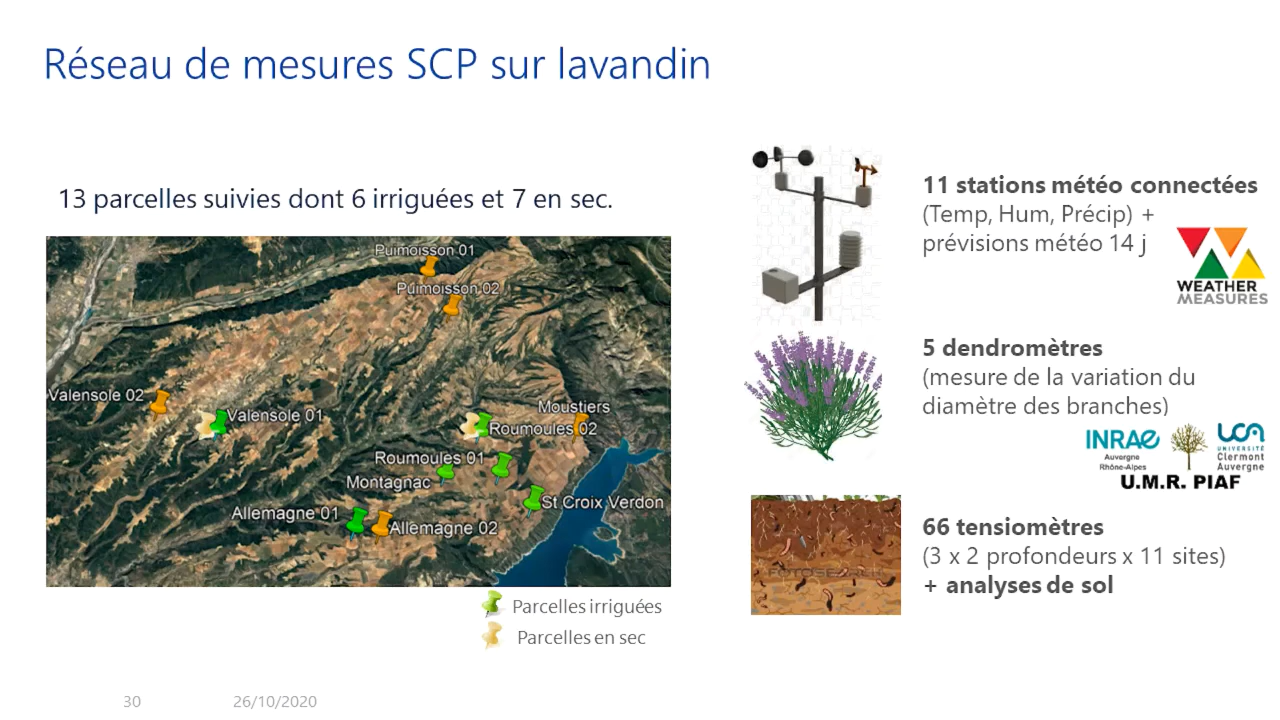 Réseau de mesures SCP sur lavandin
13 parcelles suivies dont 6 irriguées et 7 en sec.
Puimoisson 01
Puimoisson 02
Valensole 02
Valensole 01
Moustiers
Roumoules 02
Roumoules 01
Montagnac
St Croix Verdon
Allemagne 01
Allemagne 02
Parcelles irriguées
Parcelles en sec
11 stations météo connectées
(Temp, Hum, Précip) +
prévisions météo 14 j
WEATHER
MEASURES
5 dendromètres
(mesure de la variation du
diamètre des branches)
INRAE
Auvergne
Rhône-Alpes
UCA
UNIVERSITÉ
Clermont
Auvergne
U.M.R. PIAF
66 tensiomètres
(3 x 2 profondeurs x 11 sites)
+ analyses de sol
30
26/10/2020